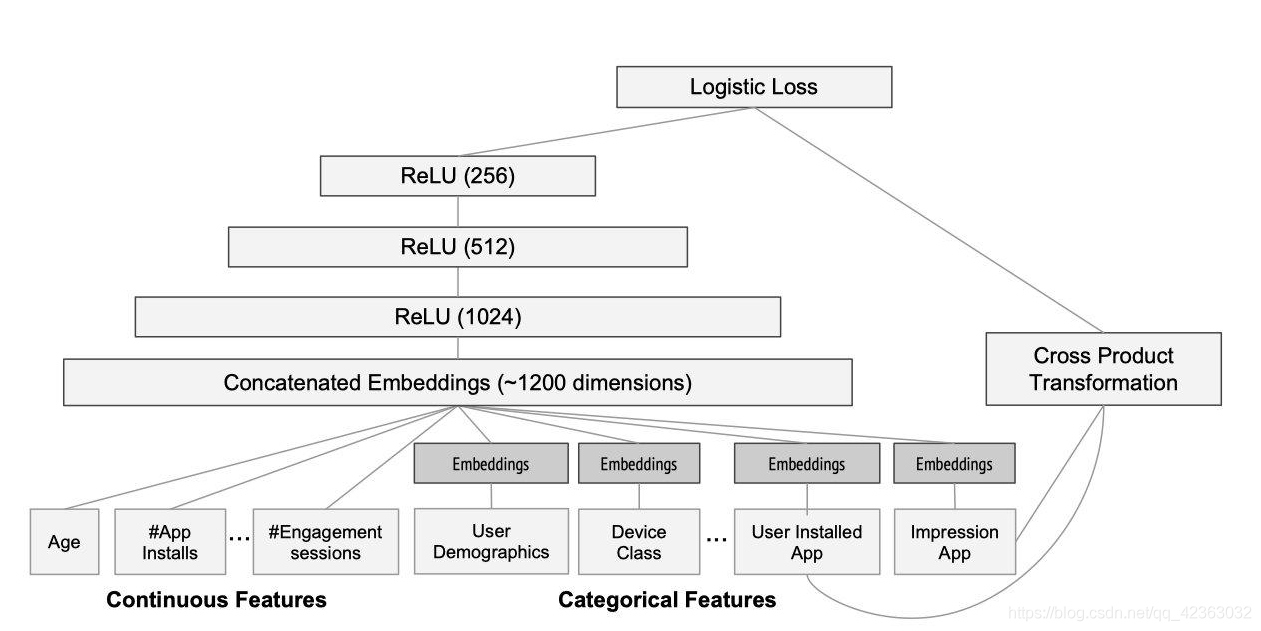 Logistic Loss
ReLU (256)
ReLU (512)
ReLU (1024)
Cross Product
Transformation
Concatenated Embeddings (~1200 dimensions)
Embeddings
Embeddings
Embeddings
Embeddings
Age
#App
Installs
...
#Engagement
sessions
User
Demographics
Device
Class
...
User Installed
App
Impression
App
Continuous Features
Categorical Features
https://blog.csdn.net/qq_42363032